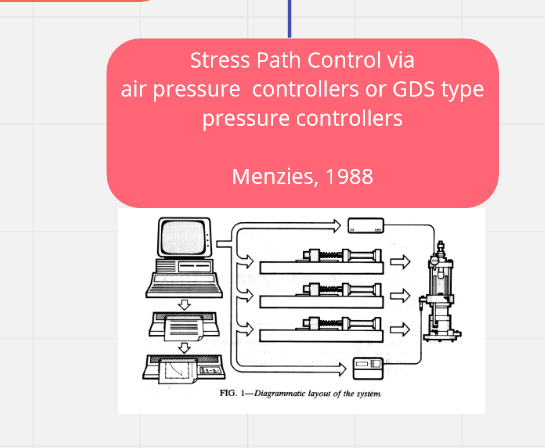 Stress Path Control via
air pressure controllers or GDS type
pressure controllers
Menzies, 1988
FIG. 1—Diagrammatic layout of the system.